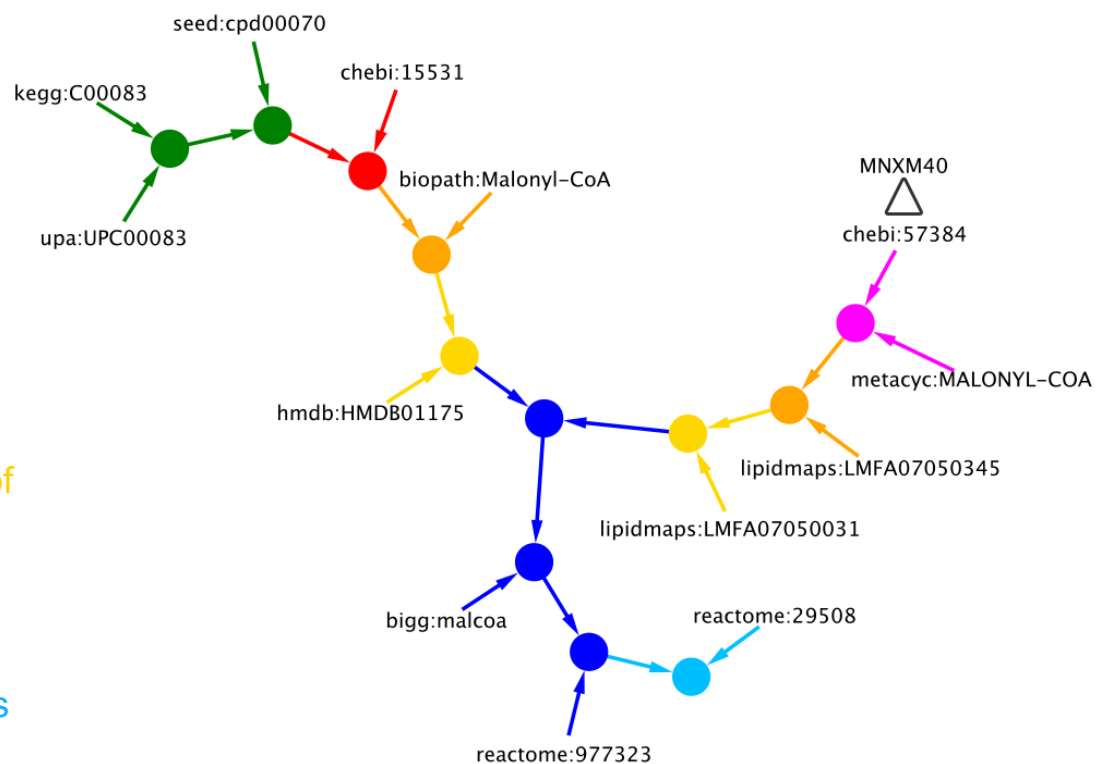 seed:cpd00070
chebi:15531
kegg:C00083
MNXM40
biopath:Malonyl-CoA
chebi:57384
upa:UPC00083
metacyc:MALONYL-COA
hmdb:HMDB01175
lipidmaps:LMFA07050345
of
lipidmaps:LMFA07050031
bigg:malcoa
reactome:29508
s
reactome:977323